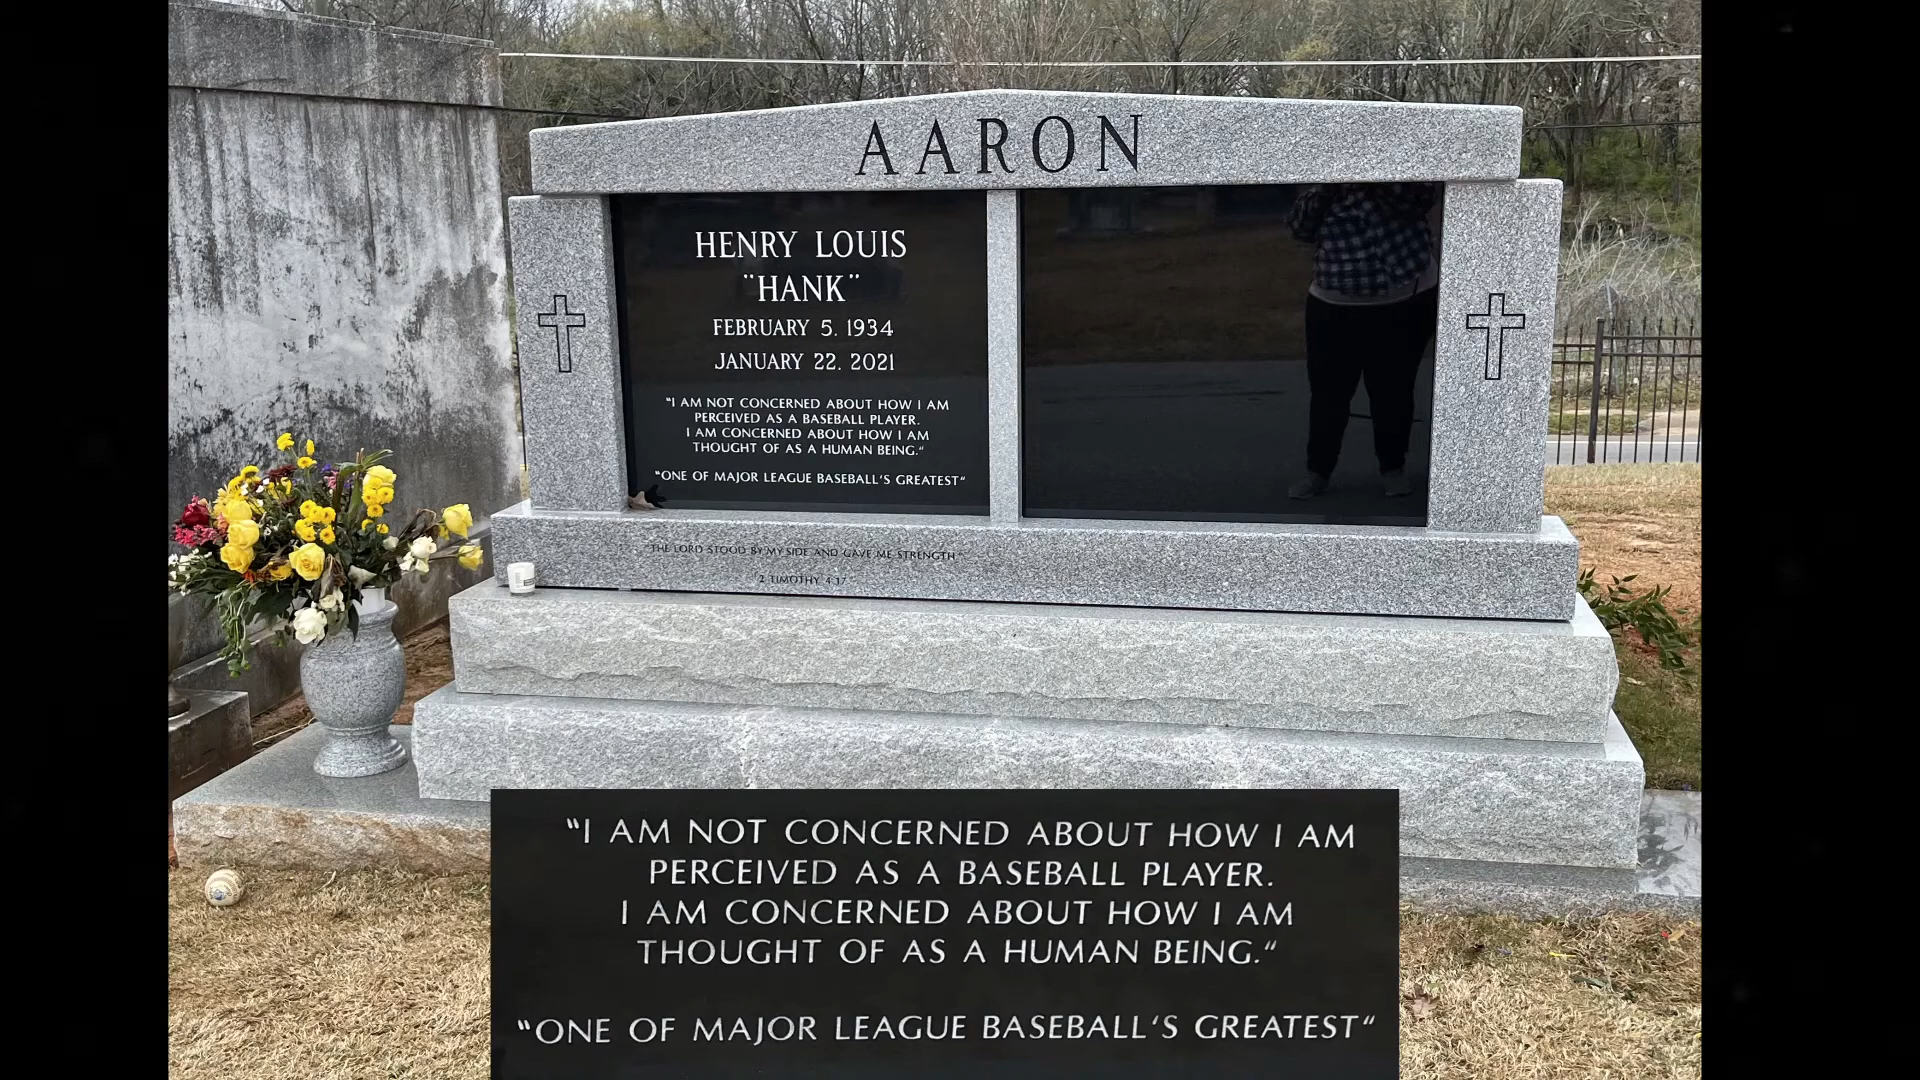 AARON
HENRY LOUIS
"HANK"
FEBRUARY 5. 1934
JANUARY 22. 2021
"I AM NOT CONCERNED ABOUT HOW I AM
PERCEIVED AS A BASEBALL PLAYER.
I AM CONCERNED ABOUT HOW I AM
THOUGHT OF AS A HUMAN BEING."
"ONE OF MAJOR LEAGUE BASEBALL'S GREATEST"
"THE LORD STOOD BY MY SIDE AND GAVE ME STRENGTH"
"2 TIMOTHY 4:17"
"I AM NOT CONCERNED ABOUT HOW I AM
PERCEIVED AS A BASEBALL PLAYER.
I AM CONCERNED ABOUT HOW I AM
THOUGHT OF AS A HUMAN BEING."
"ONE OF MAJOR LEAGUE BASEBALL'S GREATEST"